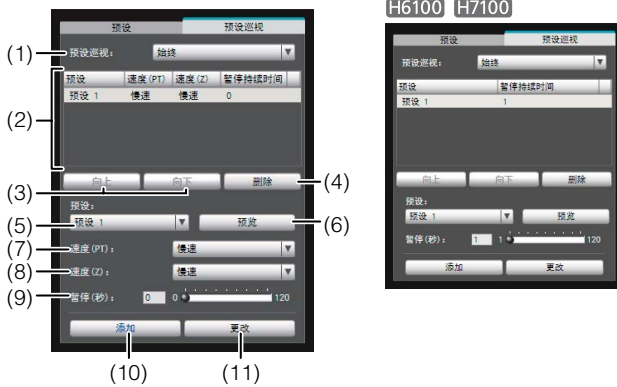 H6100 H7100
预设 预设巡视
(1) 预设巡视： 始终
(2)
预设 速度(PT) 速度(Z) 暂停持续时间
预设 1 慢速 慢速 0
(3) 向上 向下 删除 (4)
预设：
(5) 预设 1 预览 (6)
(7) 速度(PT)： 慢速
(8) 速度(Z)： 慢速
(9) 暂停(秒)： 0 0 120
添加 更改
(10) (11)
预设 预设巡视
预设巡视： 始终
预设 暂停持续时间
预设 1 1
向上 向下 删除
预设：
预设 1 预览
暂停(秒)： 1 1 120
添加 更改